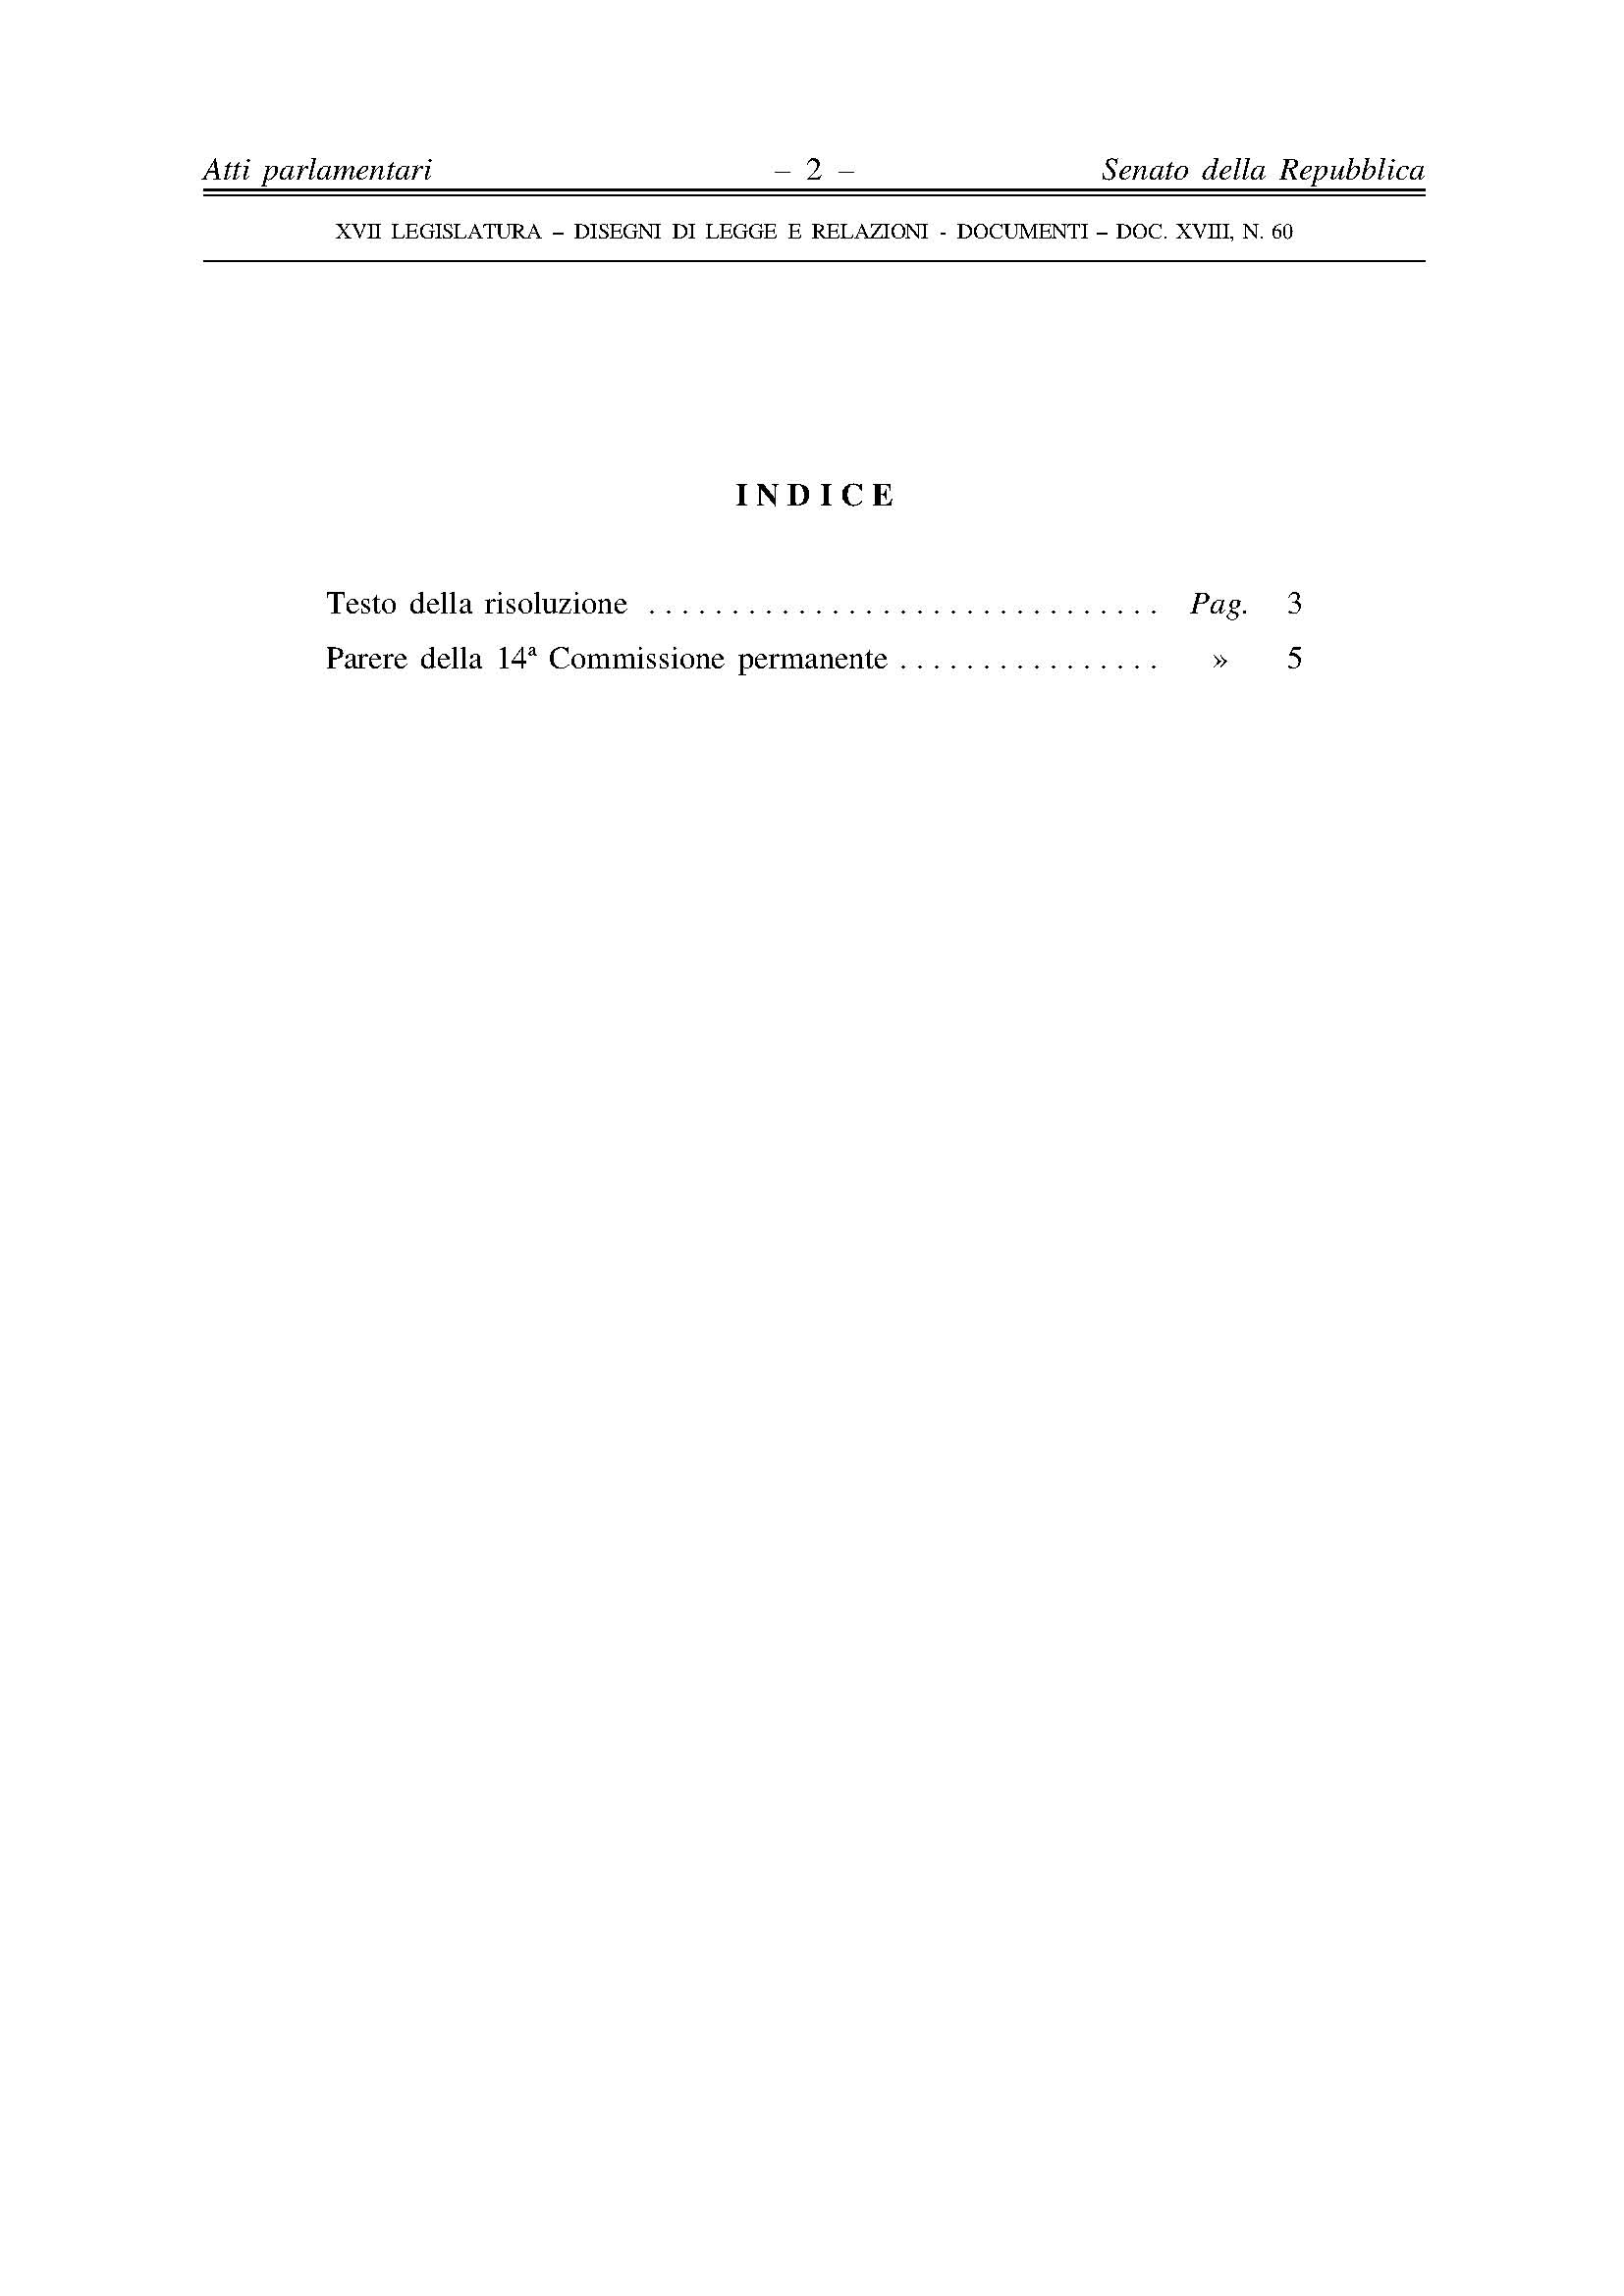 Atti parlamentari – 2 – Senato della Repubblica
XVII LEGISLATURA – DISEGNI DI LEGGE E RELAZIONI - DOCUMENTI – DOC. XVIII, N. 60
INDICE
Testo della risoluzione . . . . . . . . . . . . . . . . . . . . . . . . . . . . . . . Pag. 3
Parere della 14ª Commissione permanente . . . . . . . . . . . . . . . . » 5